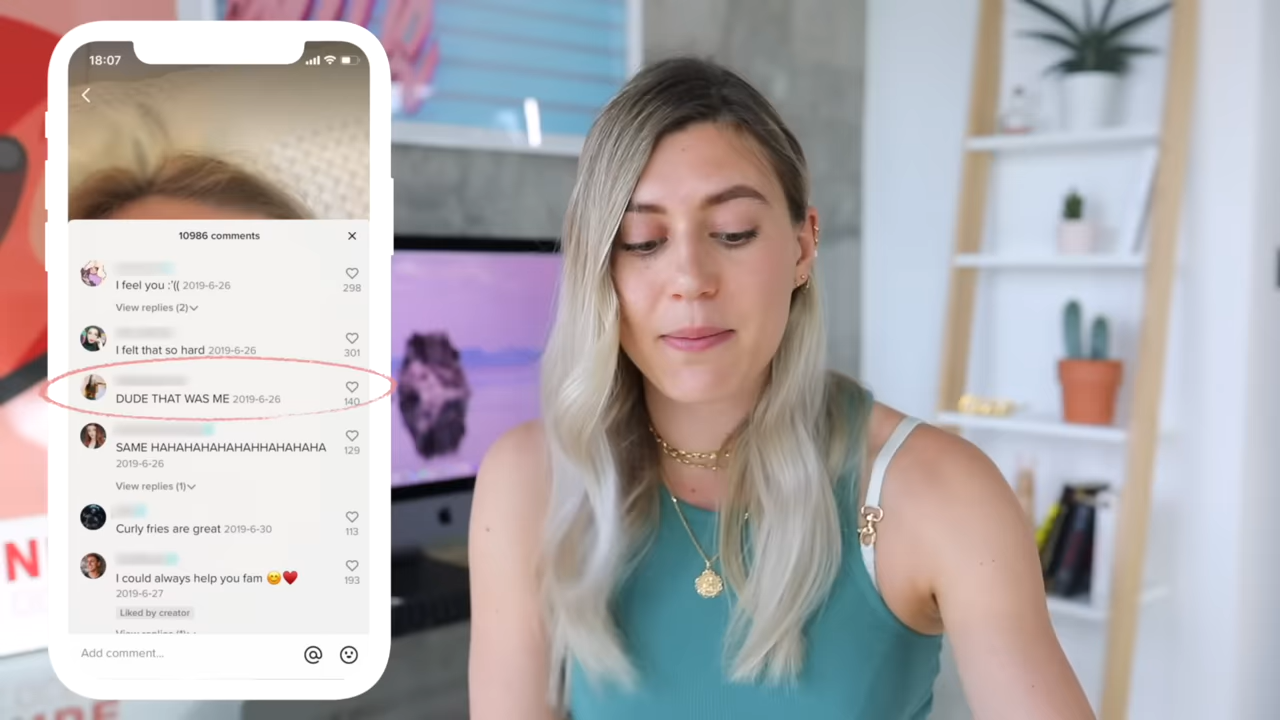 18:07
10986 comments
I feel you :'(( 2019-6-26
298
View replies (2)
I felt that so hard 2019-6-26
301
DUDE THAT WAS ME 2019-6-26
140
SAME HAHAHAHAHAHAHHAHAHAHA
2019-6-26
129
View replies (1)
Curly fries are great 2019-6-30
113
I could always help you fam 😊♥️
2019-6-27
193
Liked by creator
Add comment...